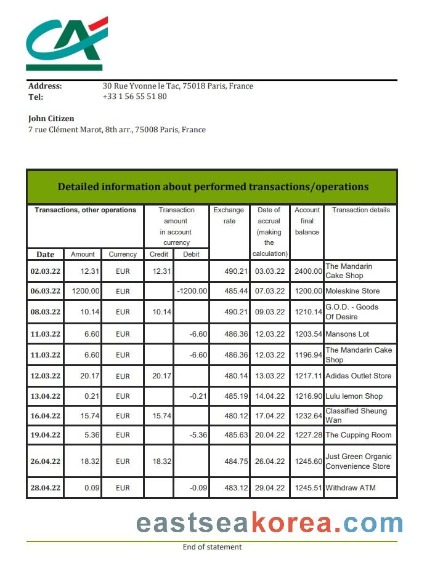 CA
Address: 30 Rue Yvonne le Tac, 75018 Paris, France
Tel: +33 1 56 55 51 80
John Citizen
7 rue Clément Marot, 8th arr., 75008 Paris, France
Detailed information about performed transactions/operations
Transactions, other operations Transaction amount in account currency Exchange rate Date of accrual (making the calculation) Account final balance Transaction details
Date Amount Currency Credit Debit
02.03.22 12.31 EUR 12.31 490.21 03.03.22 2400.00 The Mandarin Cake Shop
06.03.22 1200.00 EUR -1200.00 485.44 07.03.22 1200.00 Moleskine Store
08.03.22 10.14 EUR 10.14 490.21 09.03.22 1210.14 G.O.D. - Goods Of Desire
11.03.22 6.60 EUR -6.60 486.36 12.03.22 1203.54 Mansons Lot
11.03.22 6.60 EUR -6.60 486.36 12.03.22 1196.94 The Mandarin Cake Shop
12.03.22 20.17 EUR 20.17 480.14 13.03.22 1217.11 Adidas Outlet Store
13.04.22 0.21 EUR -0.21 485.19 14.04.22 1216.90 Lulu lemon Shop
16.04.22 15.74 EUR 15.74 480.12 17.04.22 1232.64 Classified Sheung Wan
19.04.22 5.36 EUR -5.36 485.63 20.04.22 1227.28 The Cupping Room
26.04.22 18.32 EUR 18.32 484.75 26.04.22 1245.60 Just Green Organic Convenience Store
28.04.22 0.09 EUR -0.09 483.12 29.04.22 1245.51 Withdraw ATM
eastseakorea.com
End of statement